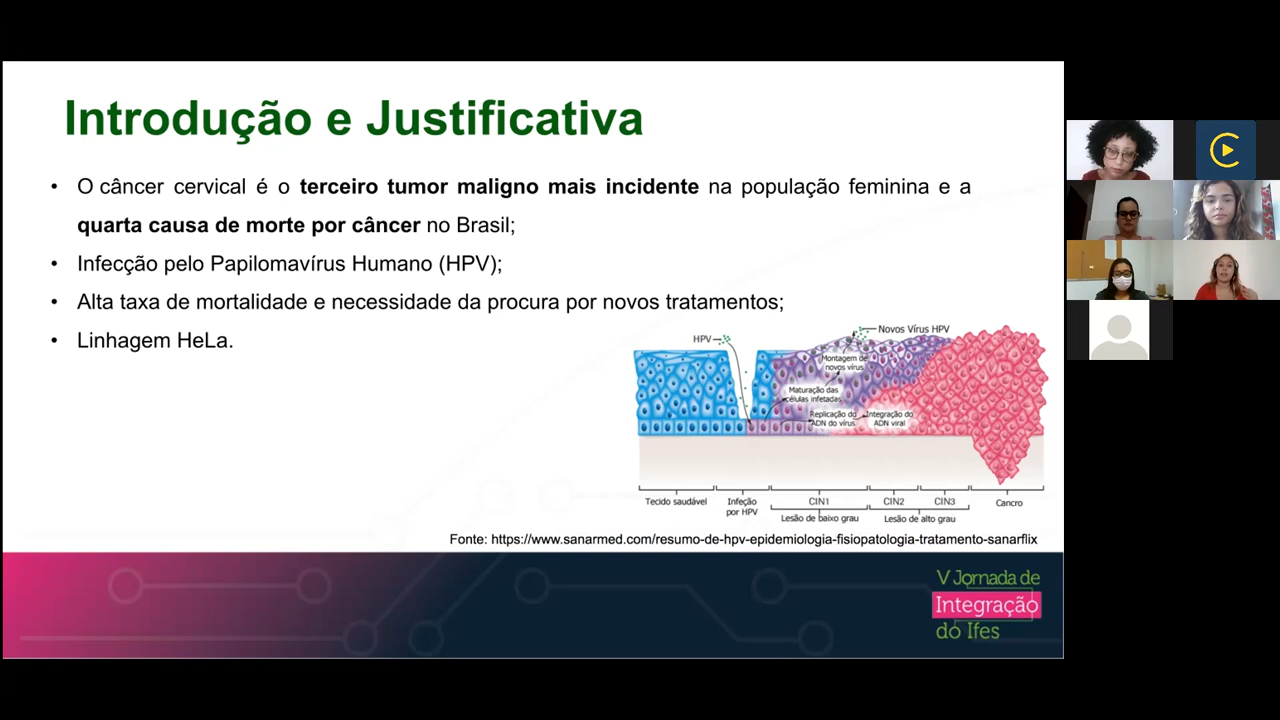 Introdução e Justificativa
• O câncer cervical é o terceiro tumor maligno mais incidente na população feminina e a
quarta causa de morte por câncer no Brasil;
• Infecção pelo Papilomavírus Humano (HPV);
• Alta taxa de mortalidade e necessidade da procura por novos tratamentos;
• Linhagem HeLa.
HPV
Novos Vírus HPV
Montagem de
novos vírus
Maturação das
células infetadas
Replicação do
ADN do vírus
Integração do
ADN viral
Tecido saudável
Infeção
por HPV
CIN1
CIN2
CIN3
Cancro
Lesão de baixo grau
Lesão de alto grau
Fonte: https://www.sanarmed.com/resumo-de-hpv-epidemiologia-fisiopatologia-tratamento-sanarflix
V Jornada de
Integração
do Ifes